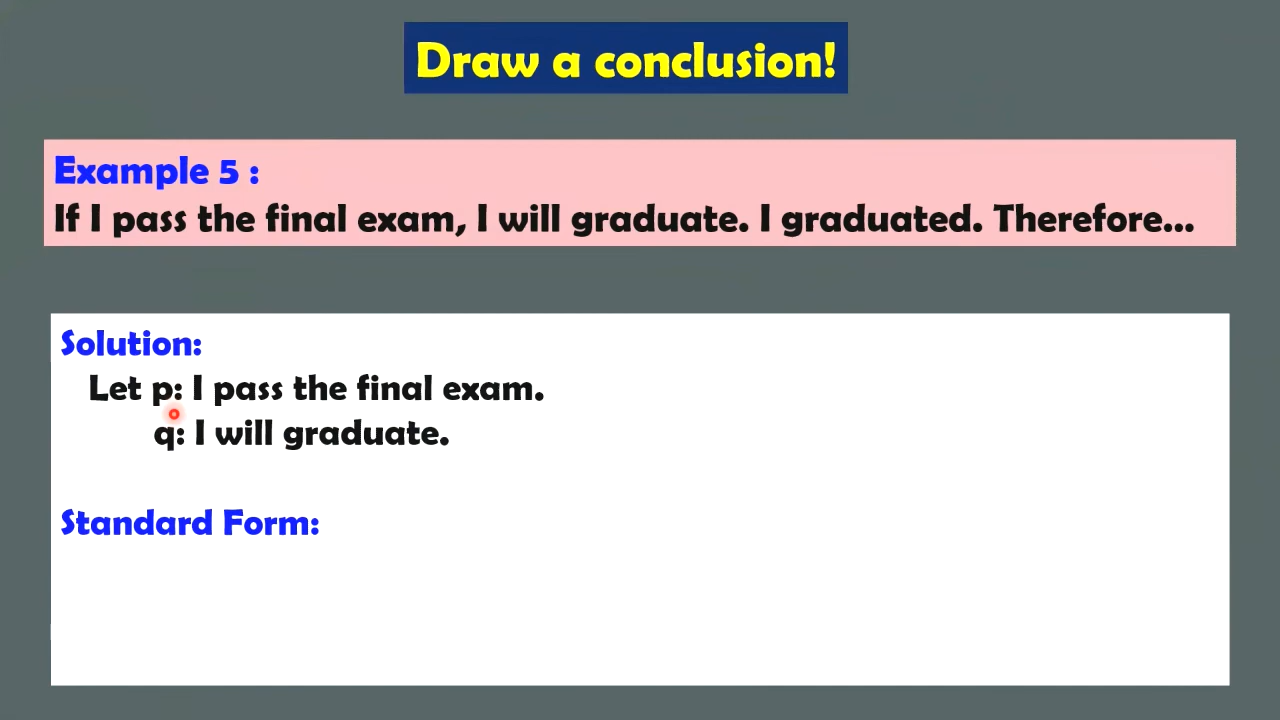 Draw a conclusion!
Example 5 :
If I pass the final exam, I will graduate. I graduated. Therefore...
Solution:
Let p: I pass the final exam.
q: I will graduate.
Standard Form: